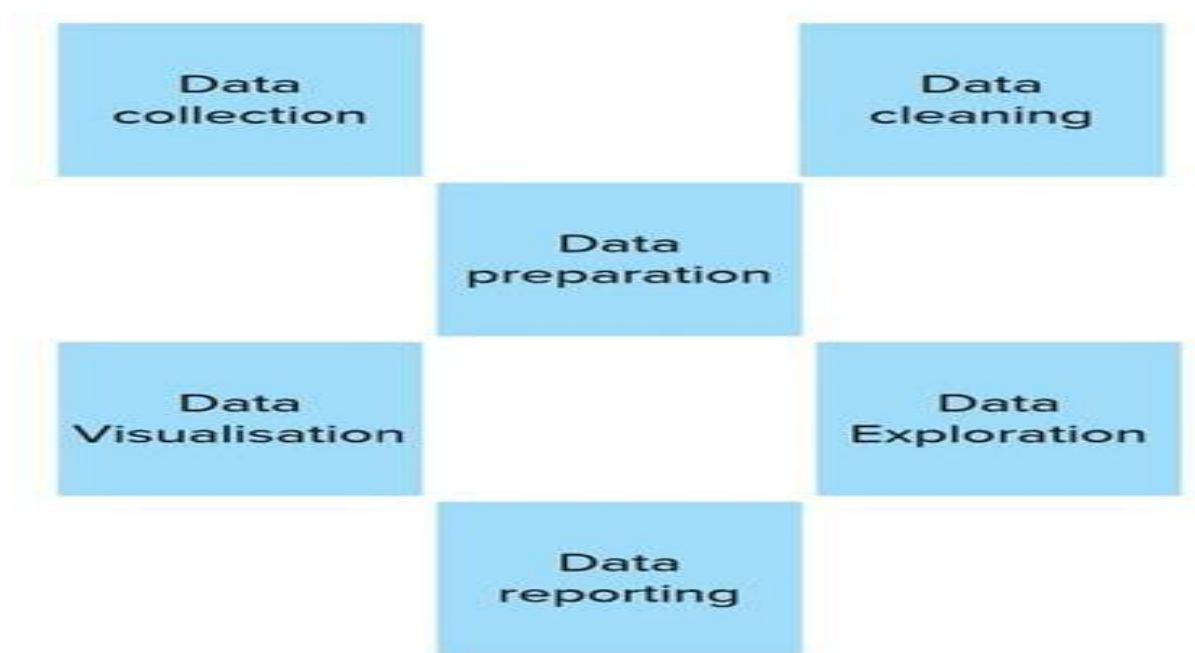 Data
collection
Data
cleaning
Data
preparation
Data
Visualisation
Data
Exploration
Data
reporting